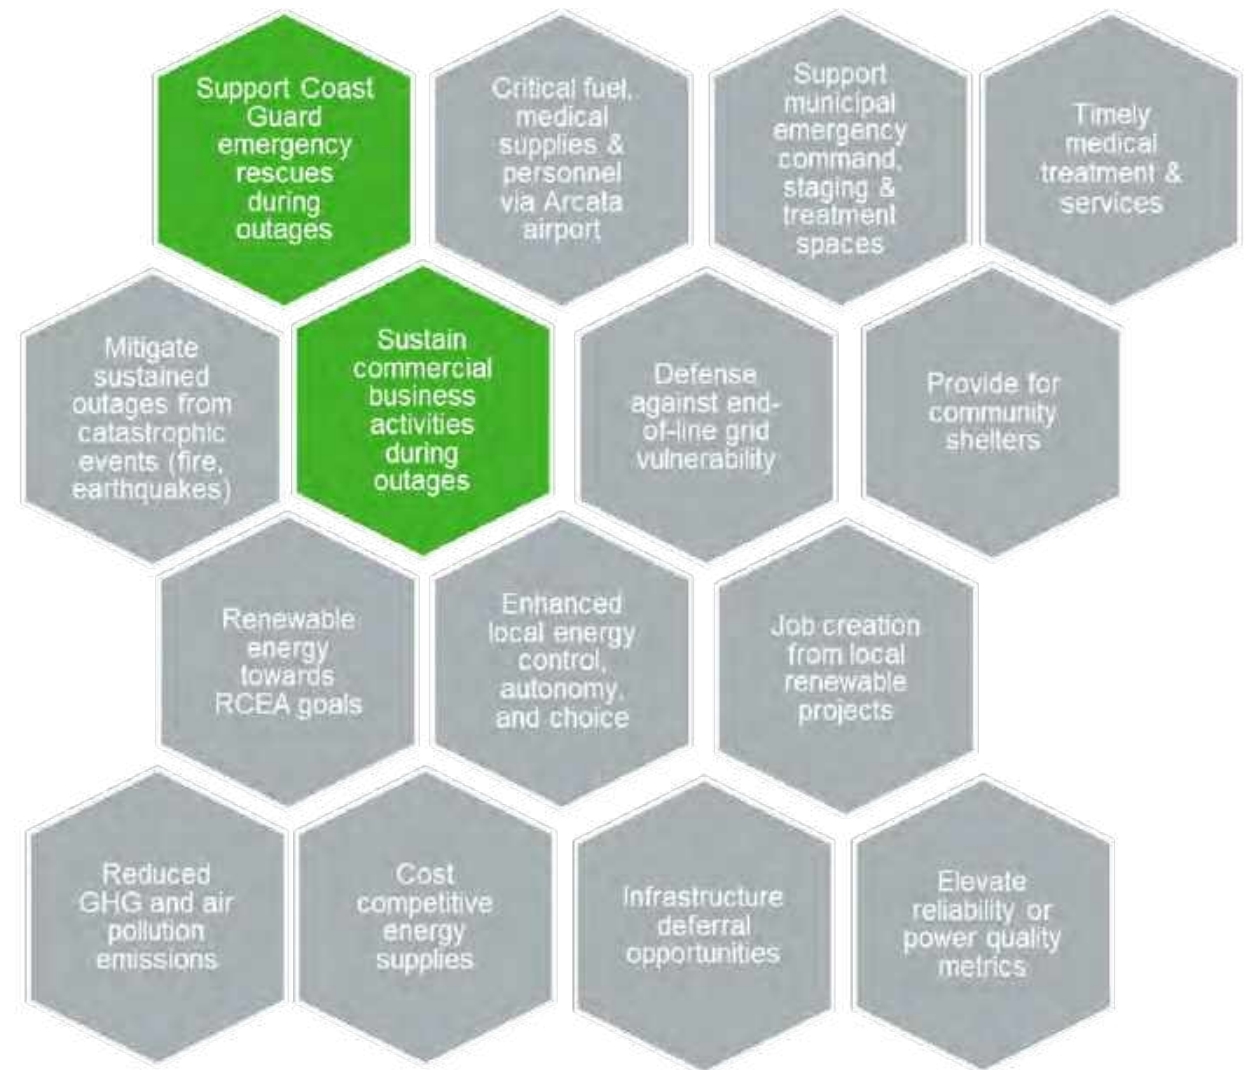 Support Coast
Guard
emergency
rescues
during
outages
Critical fuel,
medical
supplies &
personnel
via Arcata
airport
Support
municipal
emergency
command,
staging &
treatment
spaces
Timely
medical
treatment &
services
Mitigate
sustained
outages from
catastrophic
events (fire,
earthquakes)
Sustain
commercial
business
activities
during
outages
Defense
against end-
of-line grid
vulnerability
Provide for
community
shelters
Renewable
energy
towards
RCEA goals
Enhanced
local energy
control,
autonomy,
and choice
Job creation
from local
renewable
projects
Reduced
GHG and air
pollution
emissions
Cost
competitive
energy
supplies
Infrastructure
deferral
opportunities
Elevate
reliability or
power quality
metrics